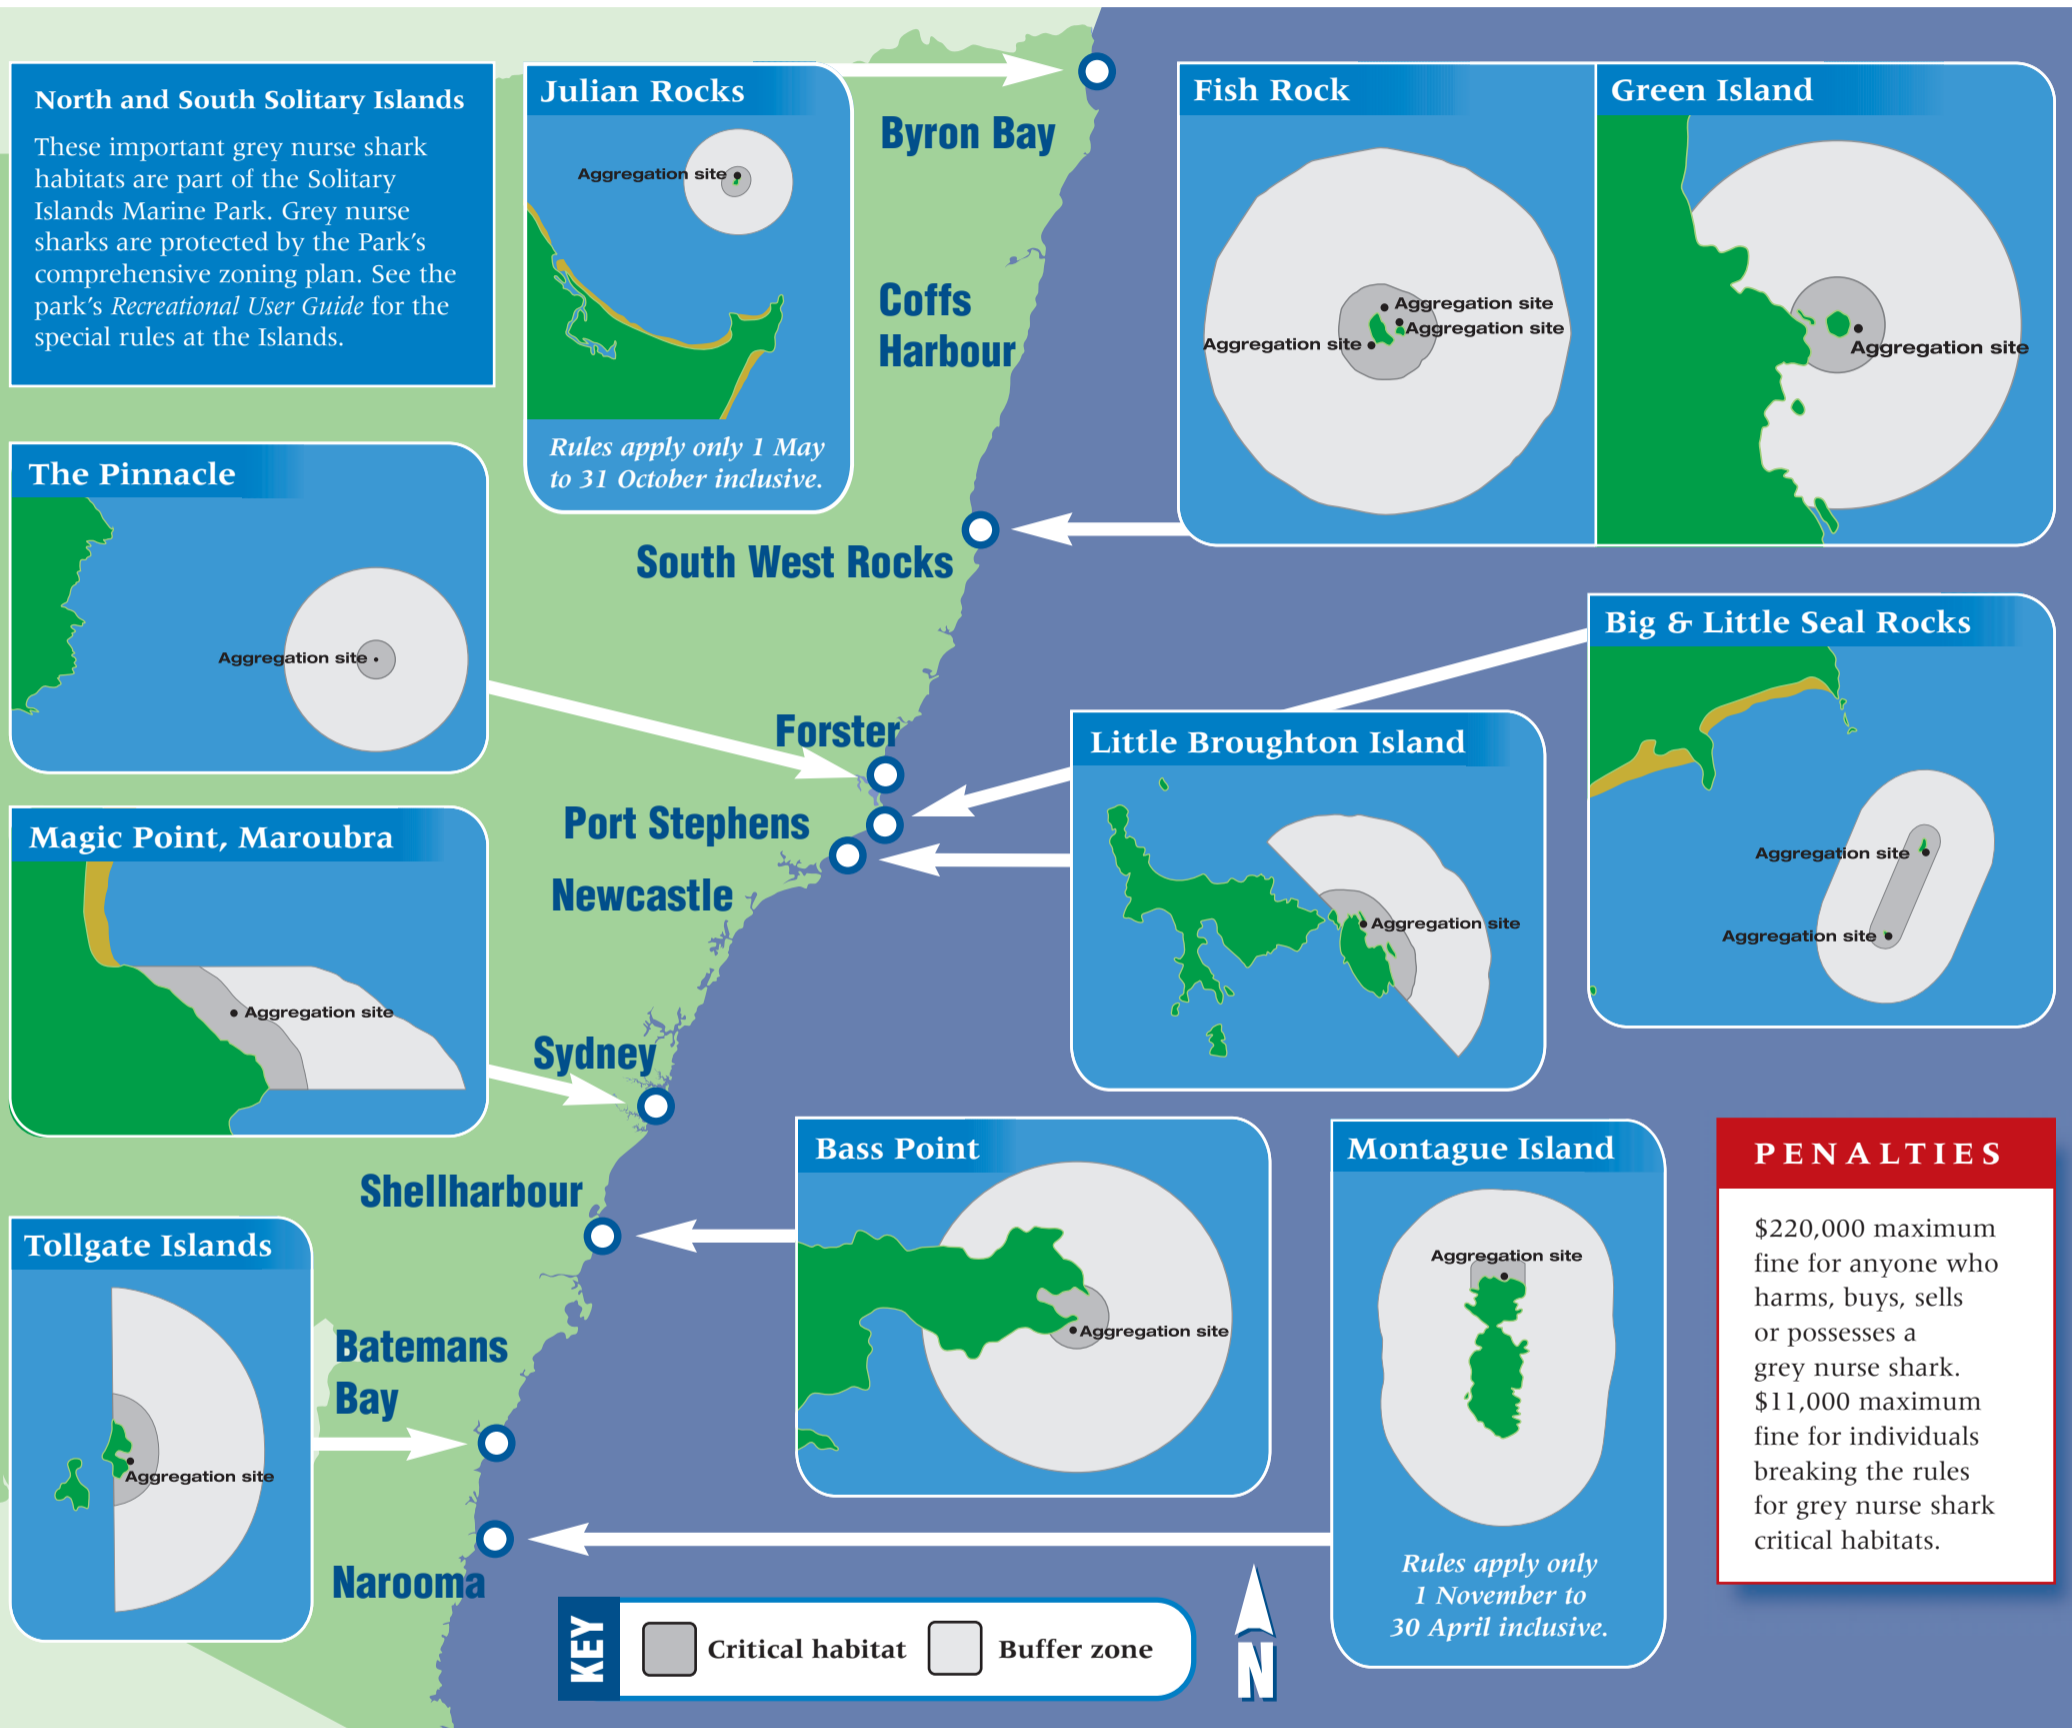 North and South Solitary Islands
These important grey nurse shark
habitats are part of the Solitary
Islands Marine Park. Grey nurse
sharks are protected by the Park's
comprehensive zoning plan. See the
park's Recreational User Guide for the
special rules at the Islands.
Julian Rocks
Aggregation site
Rules apply only 1 May
to 31 October inclusive.
Byron Bay
Coffs
Harbour
Fish Rock
Aggregation site
Aggregation site
Aggregation site
Green Island
Aggregation site
The Pinnacle
Aggregation site
South West Rocks
Big & Little Seal Rocks
Aggregation site
Aggregation site
Forster
Little Broughton Island
Aggregation site
Port Stephens
Newcastle
Magic Point, Maroubra
Aggregation site
Sydney
Shellharbour
Bass Point
Aggregation site
Montague Island
Aggregation site
Rules apply only
1 November to
30 April inclusive.
PENALTIES
$220,000 maximum
fine for anyone who
harms, buys, sells
or possesses a
grey nurse shark.
$11,000 maximum
fine for individuals
breaking the rules
for grey nurse shark
critical habitats.
Tollgate Islands
Aggregation site
Batemans
Bay
Narooma
KEY
Critical habitat
Buffer zone
N